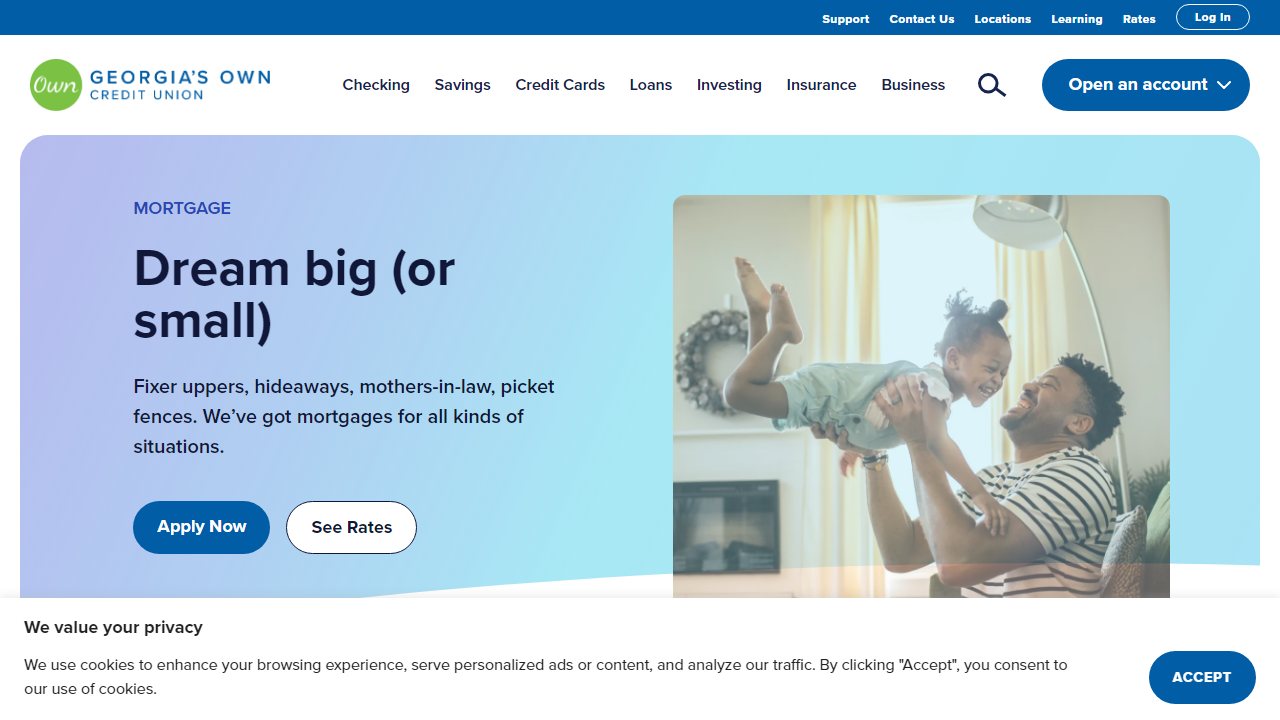 Support Contact Us Locations Learning Rates Log In
Own GEORGIA'S OWN
CREDIT UNION
Checking Savings Credit Cards Loans Investing Insurance Business Open an account
MORTGAGE
Dream big (or
small)
Fixer uppers, hideaways, mothers-in-law, picket
fences. We’ve got mortgages for all kinds of
situations.
Apply Now See Rates
We value your privacy
We use cookies to enhance your browsing experience, serve personalized ads or content, and analyze our traffic. By clicking "Accept", you consent to
our use of cookies.
ACCEPT